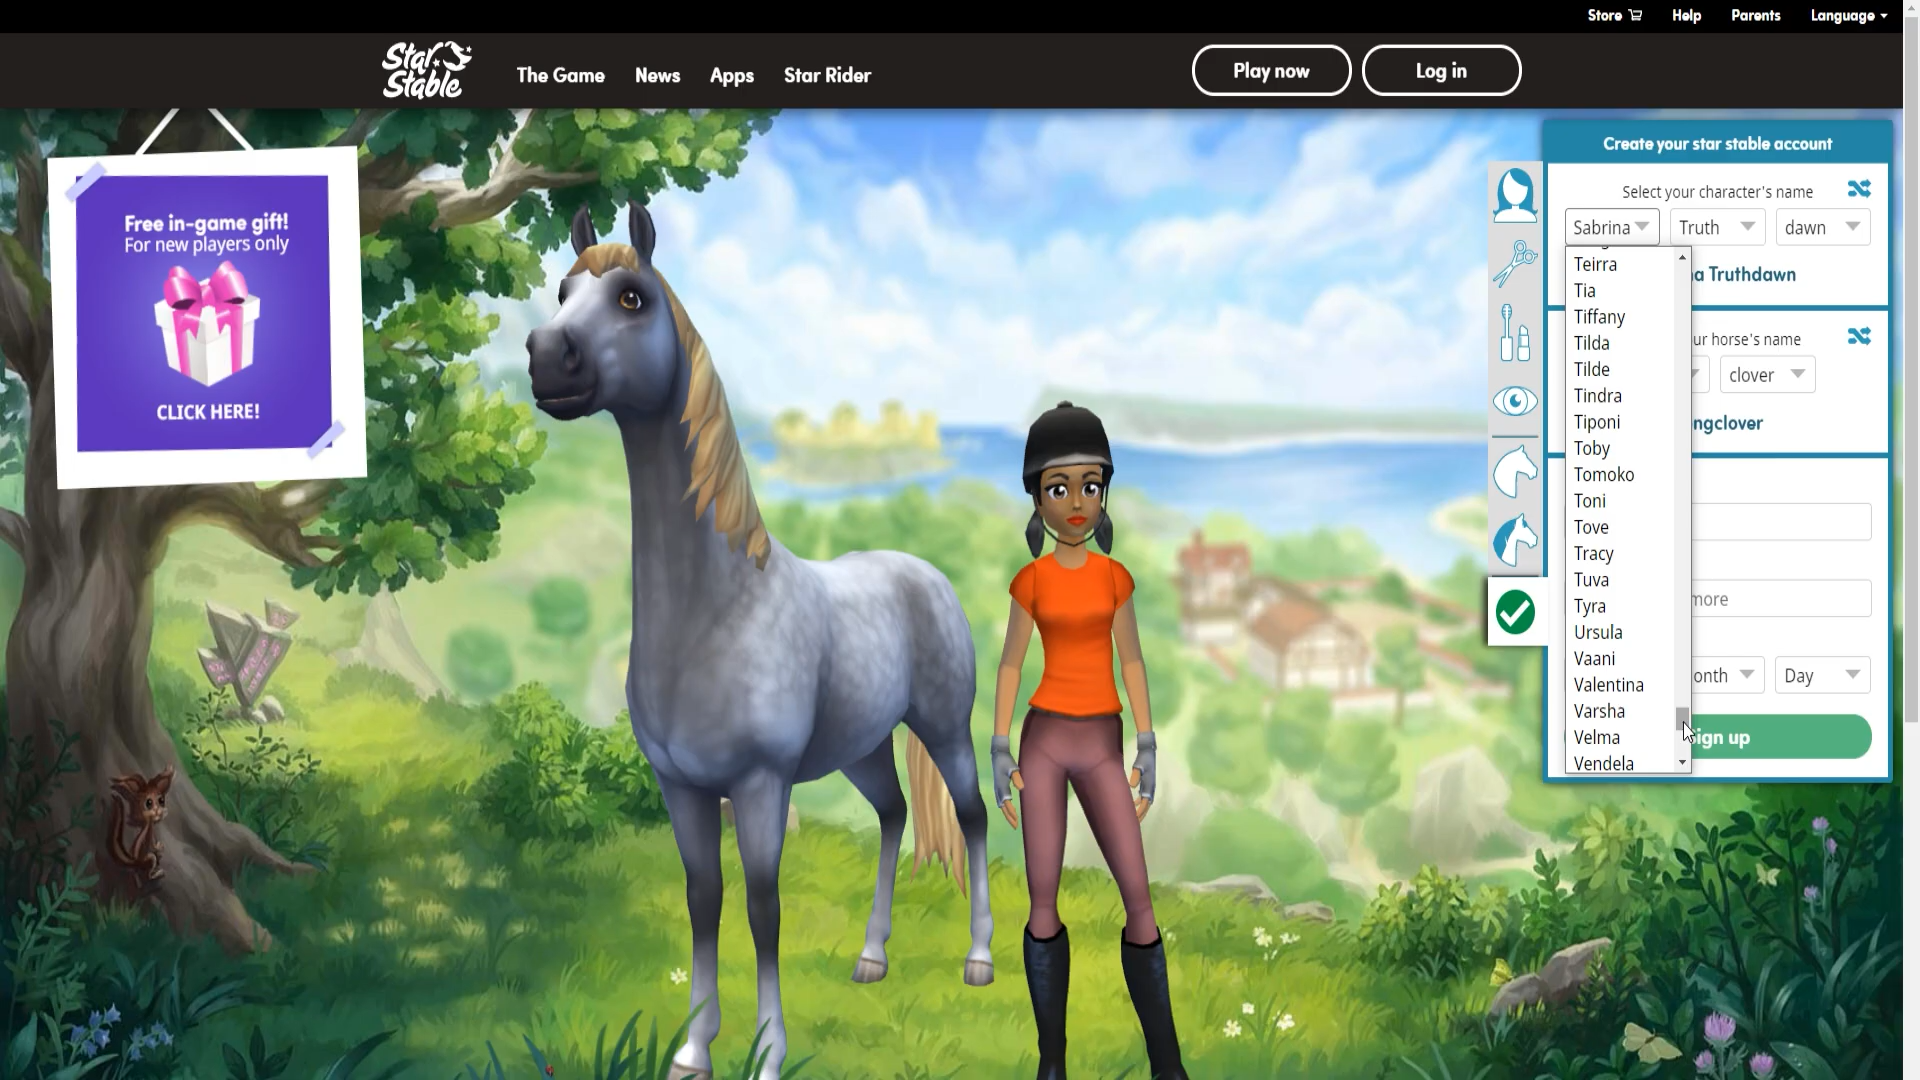 Store
Help
Parents
Language
Star Stable
The Game
News
Apps
Star Rider
Play now
Log in
Free in-game gift!
For new players only
CLICK HERE!
Create your star stable account
Select your character's name
Sabrina
Truth
dawn
a Truthdawn
ur horse's name
clover
ngclover
more
onth
Day
Sign up
Teirra
Tia
Tiffany
Tilda
Tilde
Tindra
Tiponi
Toby
Tomoko
Toni
Tove
Tracy
Tuva
Tyra
Ursula
Vaani
Valentina
Varsha
Velma
Vendela